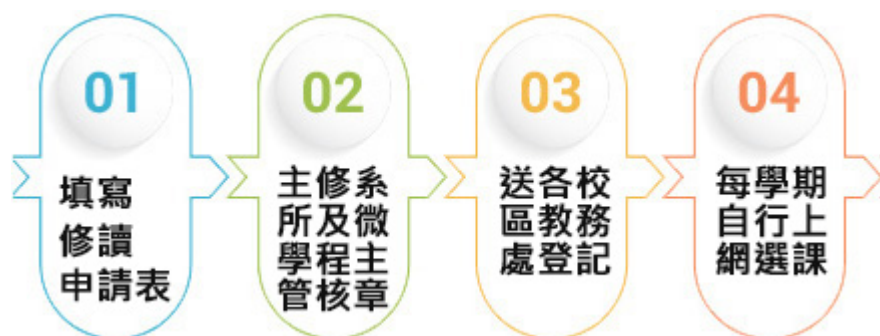 01
填寫
修讀
申請表
02
主修系
所及微
學程主
管核章
03
送各校
區教務
處登記
04
每學期
自行上
網選課